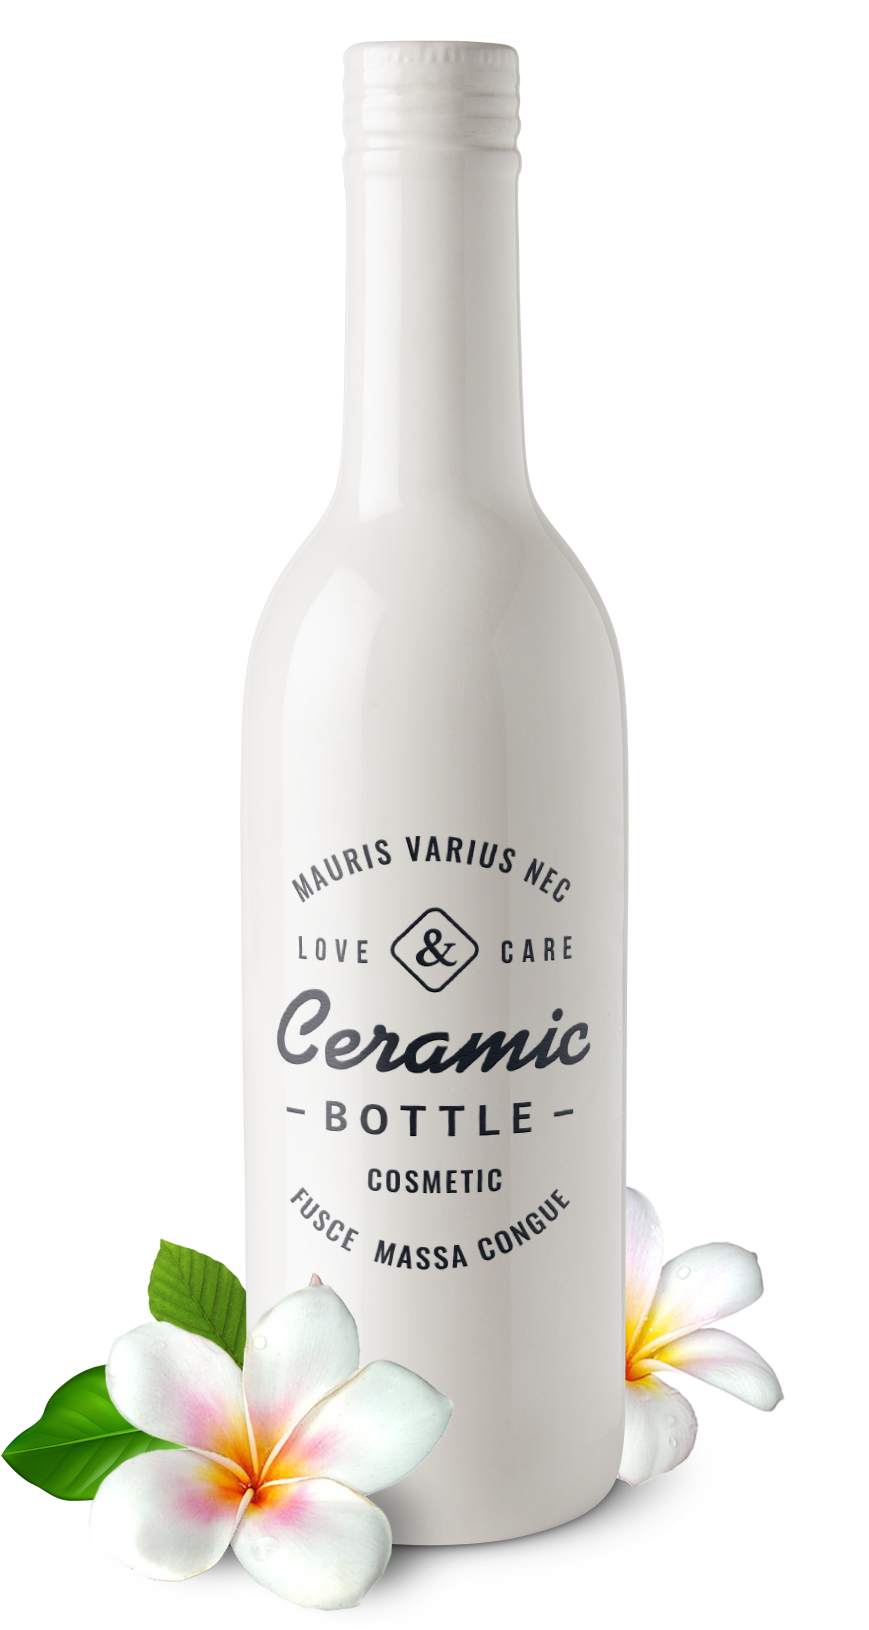 MAURIS VARIUS NEC
LOVE & CARE
Ceramic
– BOTTLE –
COSMETIC
FUSCE MASSA CONGUE